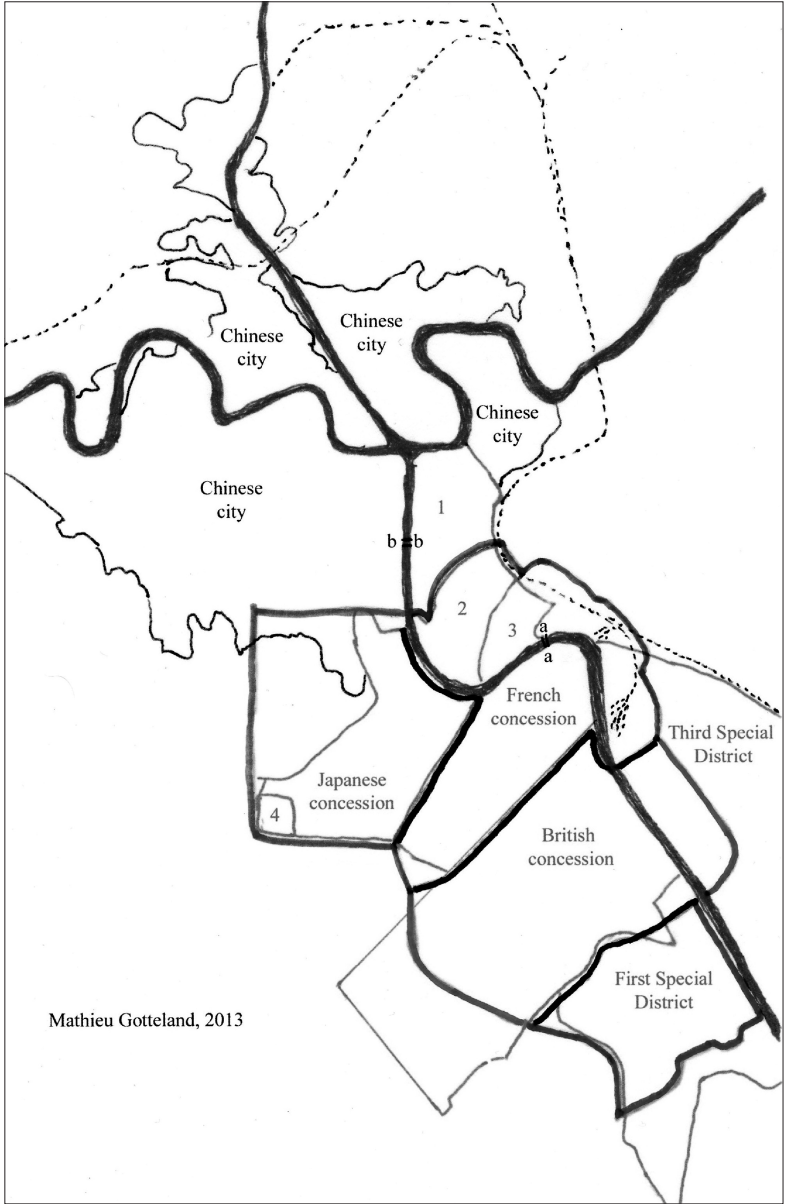 Chinese
city
Chinese
city
Chinese
city
Chinese
city
1
b b
2
3
a
a
French
concession
Third Special
District
Japanese
concession
4
British
concession
First Special
District
Mathieu Gotteland, 2013